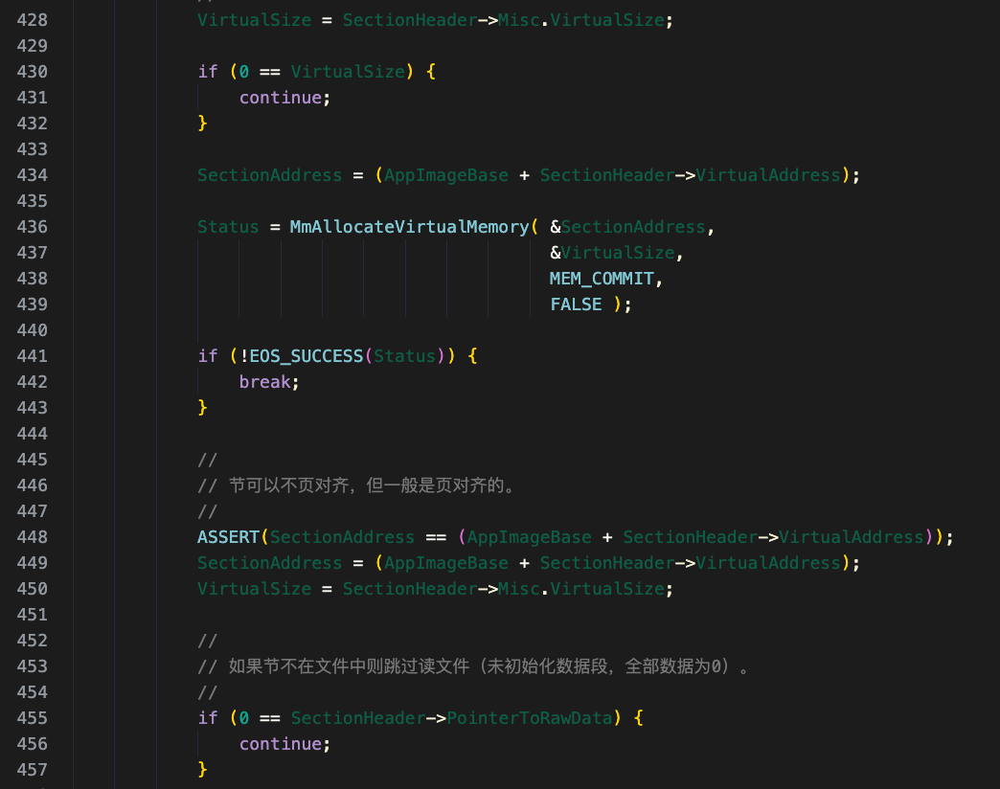 428 VirtualSize = SectionHeader->Misc.VirtualSize;
429
430 if (0 == VirtualSize) {
431 continue;
432 }
433
434 SectionAddress = (AppImageBase + SectionHeader->VirtualAddress);
435
436 Status = MmAllocateVirtualMemory( &SectionAddress,
437 &VirtualSize,
438 MEM_COMMIT,
439 FALSE );
440
441 if (!EOS_SUCCESS(Status)) {
442 break;
443 }
444
445 //
446 // 节可以不页对齐，但一般是页对齐的。
447 //
448 ASSERT(SectionAddress == (AppImageBase + SectionHeader->VirtualAddress));
449 SectionAddress = (AppImageBase + SectionHeader->VirtualAddress);
450 VirtualSize = SectionHeader->Misc.VirtualSize;
451
452 //
453 // 如果节不在文件中则跳过读文件（未初始化数据段，全部数据为0）。
454 //
455 if (0 == SectionHeader->PointerToRawData) {
456 continue;
457 }